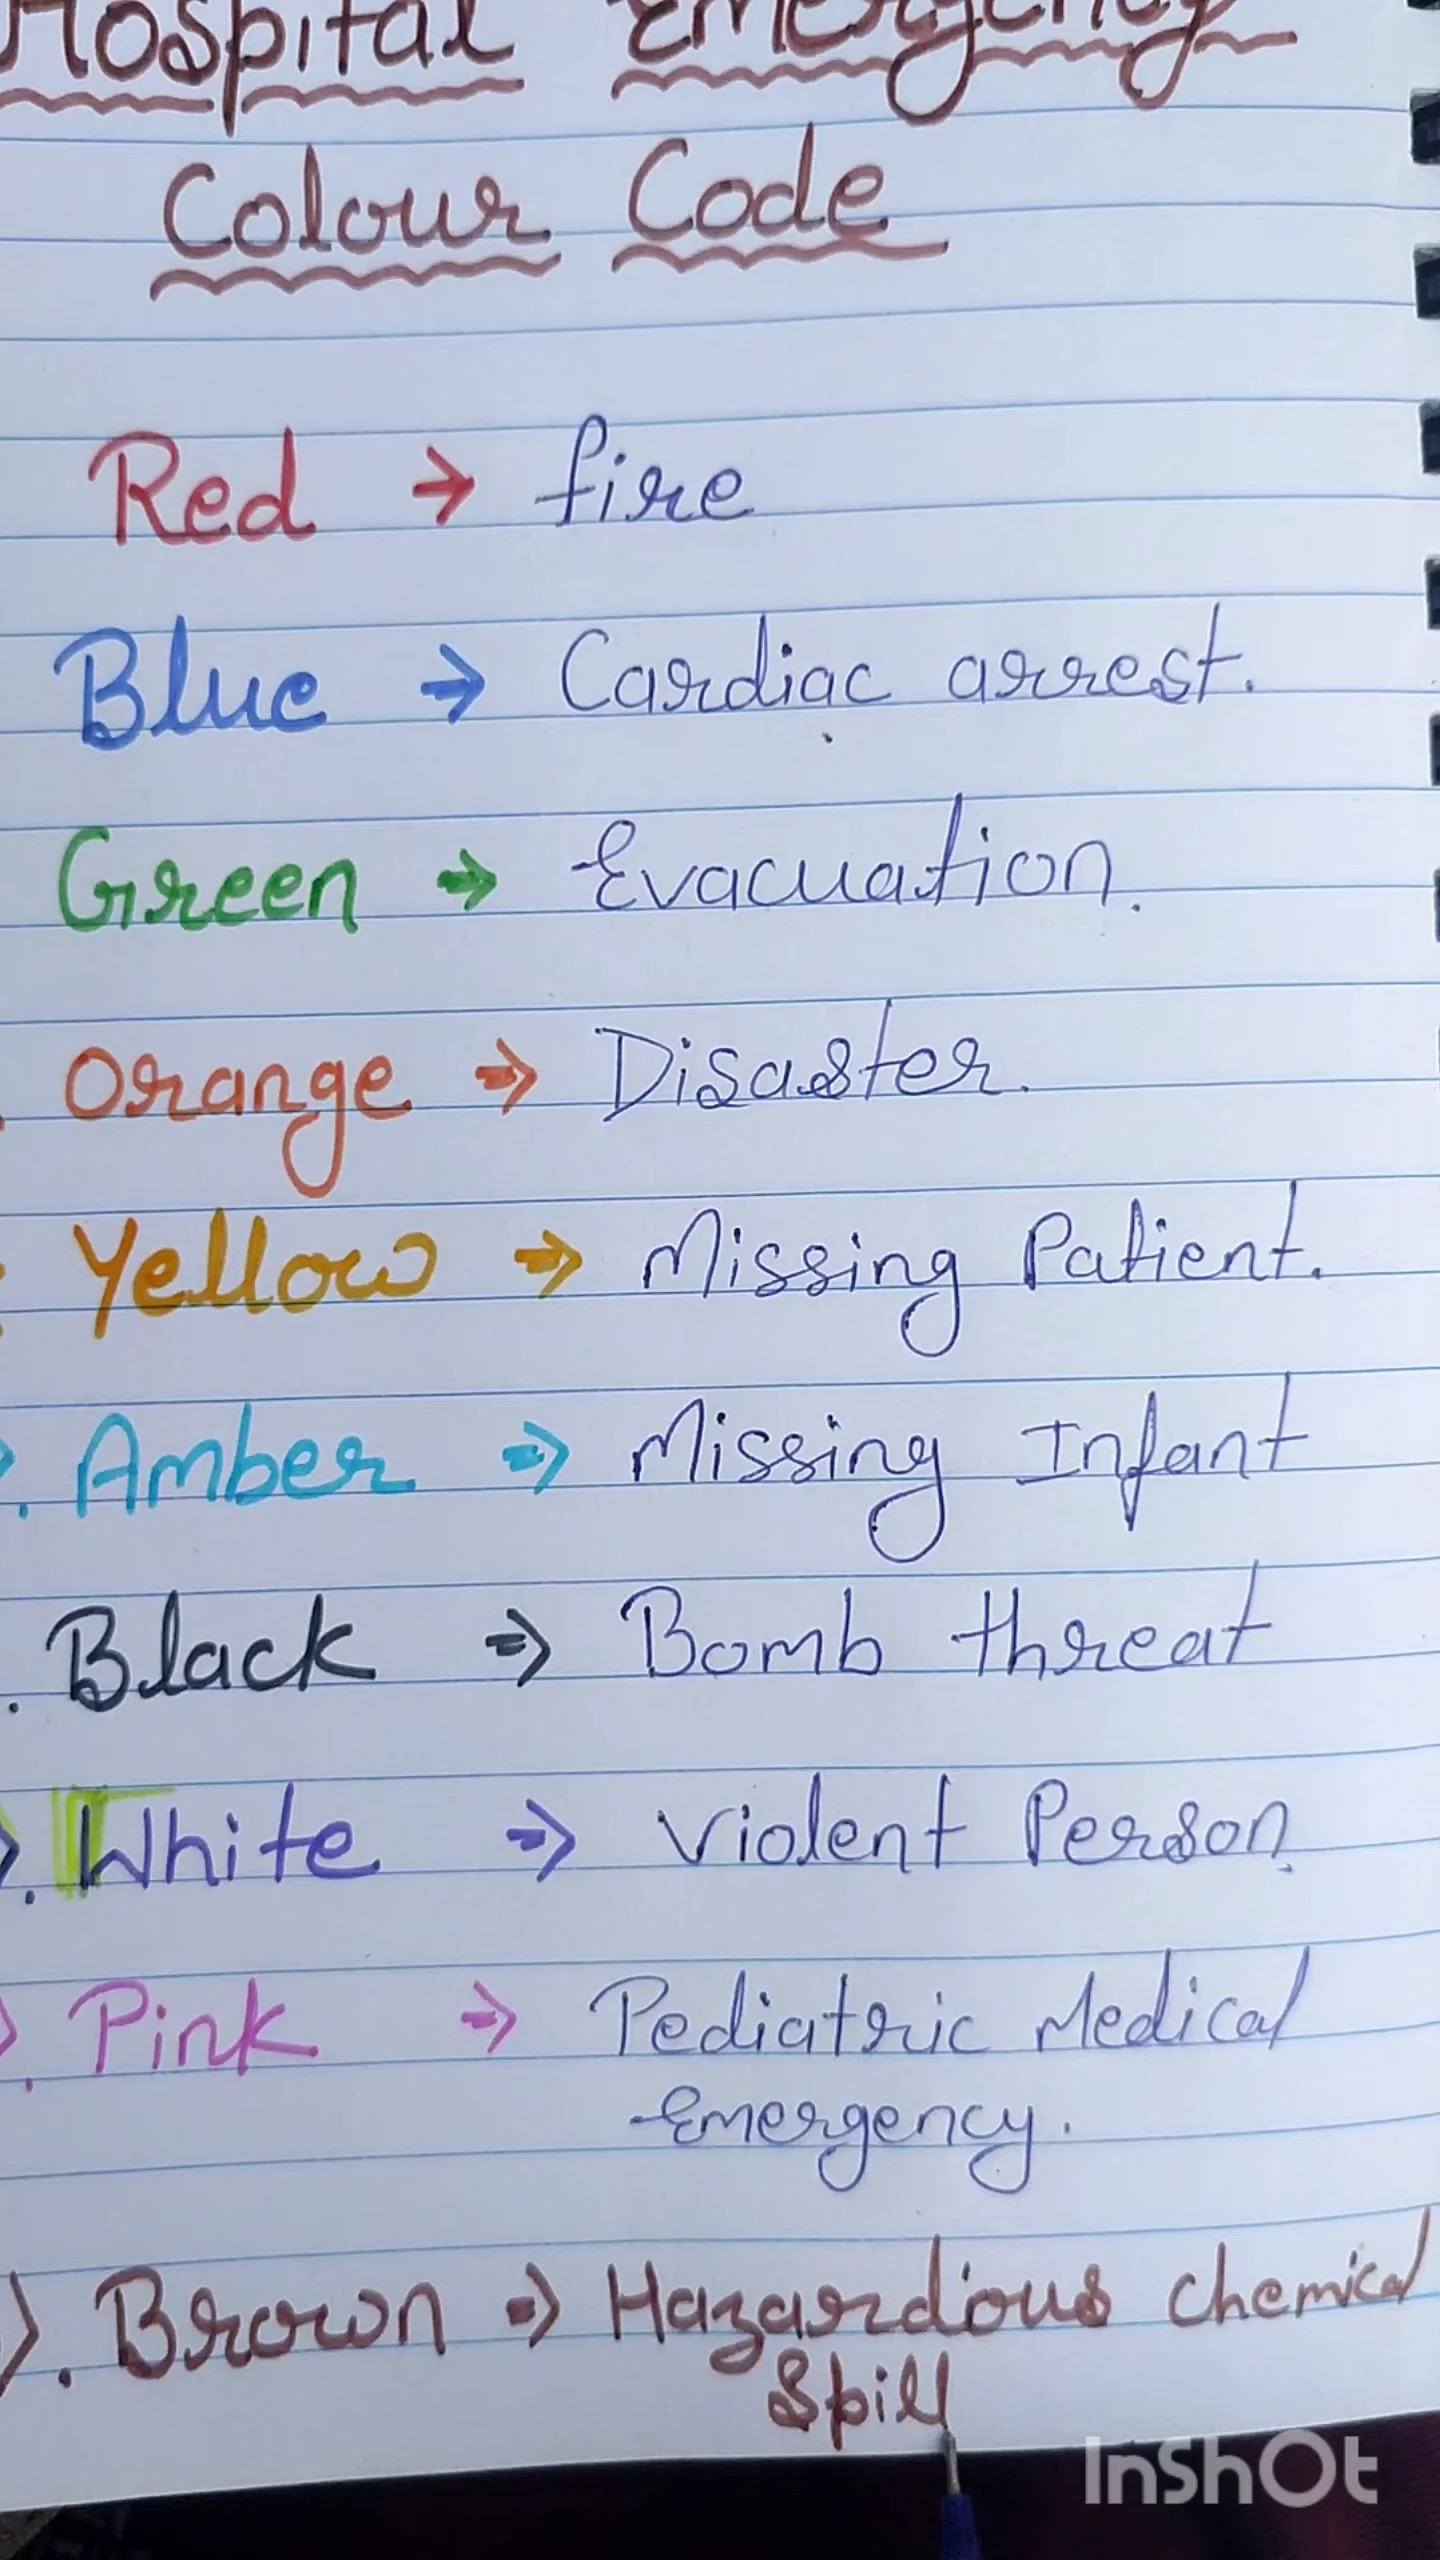 Hospital Emergency
Colour Code
Red → fire
Blue → Cardiac arrest.
Green → Evacuation.
Orange → Disaster.
Yellow → Missing Patient.
Amber → Missing Infant
Black → Bomb threat
White → Violent Person.
Pink → Pediatric Medical
Emergency.
Brown → Hazardious Chemical
Spill
InShOt